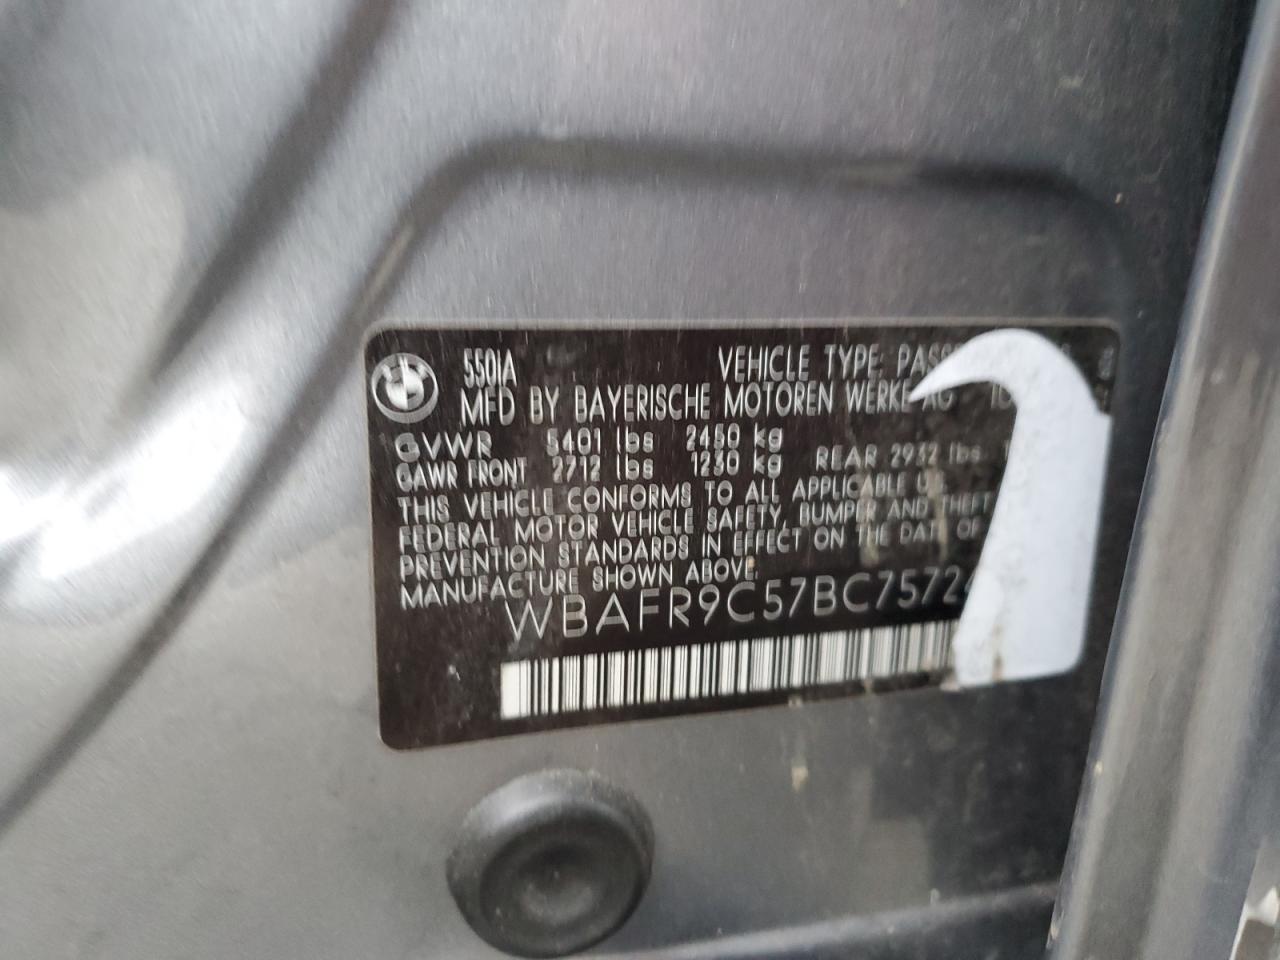 550iA VEHICLE TYPE:
MFD BY BAYERISCHE MOTOREN WERKE AG
GVWR 5401 lbs 2450 kg
GAWR FRONT 2712 lbs 1230 kg REAR 2932 lbs
THIS VEHICLE CONFORMS TO ALL APPLICABLE
FEDERAL MOTOR VEHICLE SAFETY, BUMPER AND THEFT
PREVENTION STANDARDS IN EFFECT ON THE DATE OF
MANUFACTURE SHOWN ABOVE.
WBAFR9C57BC7572